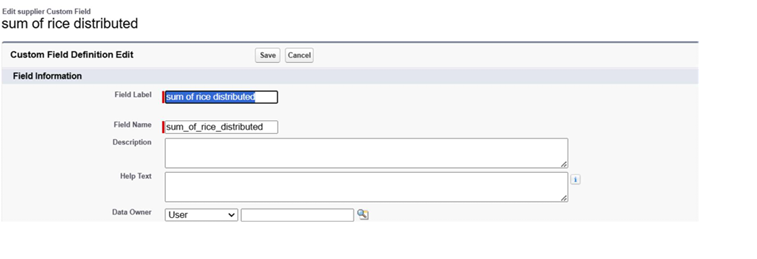 Edit supplier Custom Field
sum of rice distributed
Custom Field Definition Edit
Save
Cancel
Field Information
Field Label
sum of rice distributed
Field Name
sum_of_rice_distributed
Description
Help Text
i
Data Owner
User